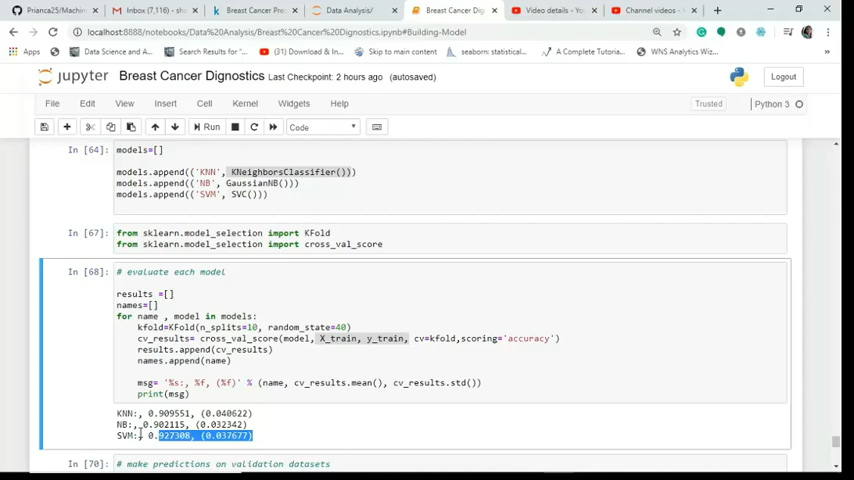 Prianca25/Machin
Inbox (7,116) - sh
Breast Cancer Pre
Data Analysis/
Breast Cancer Dig
Video details - Yo
Channel videos -
localhost:8888/notebooks/Data%20Analysis/Breast%20Cancer%20Dignostics.ipynb#Building-Model
Apps
Data Science and A...
Search Results for "...
(31) Download & In...
Skip to main content
seaborn: statistical...
A Complete Tutorial...
WNS Analytics Wiz...
jupyter Breast Cancer Dignostics Last Checkpoint: 2 hours ago (autosaved)
Logout
File Edit View Insert Cell Kernel Widgets Help
Trusted
Python 3
Run
Code
In [64] models=[]
models.append(('KNN', KNeighborsClassifier()))
models.append(('NB', GaussianNB()))
models.append(('SVM', SVC()))
In [67]: from sklearn.model_selection import KFold
from sklearn.model_selection import cross_val_score
In [68]: # evaluate each model
results =[]
names=[]
for name , model in models:
kfold=KFold(n_splits=10, random_state=40)
cv_results= cross_val_score(model, X_train, y_train, cv=kfold,scoring='accuracy')
results.append(cv_results)
names.append(name)
msg= '%s:, %f, (%f)' % (name, cv_results.mean(), cv_results.std())
print(msg)
KNN:, 0.909551, (0.040622)
NB:, 0.902115, (0.032342)
SVM:, 0.927308, (0.037677)
In [70]: # make predictions on validation datasets